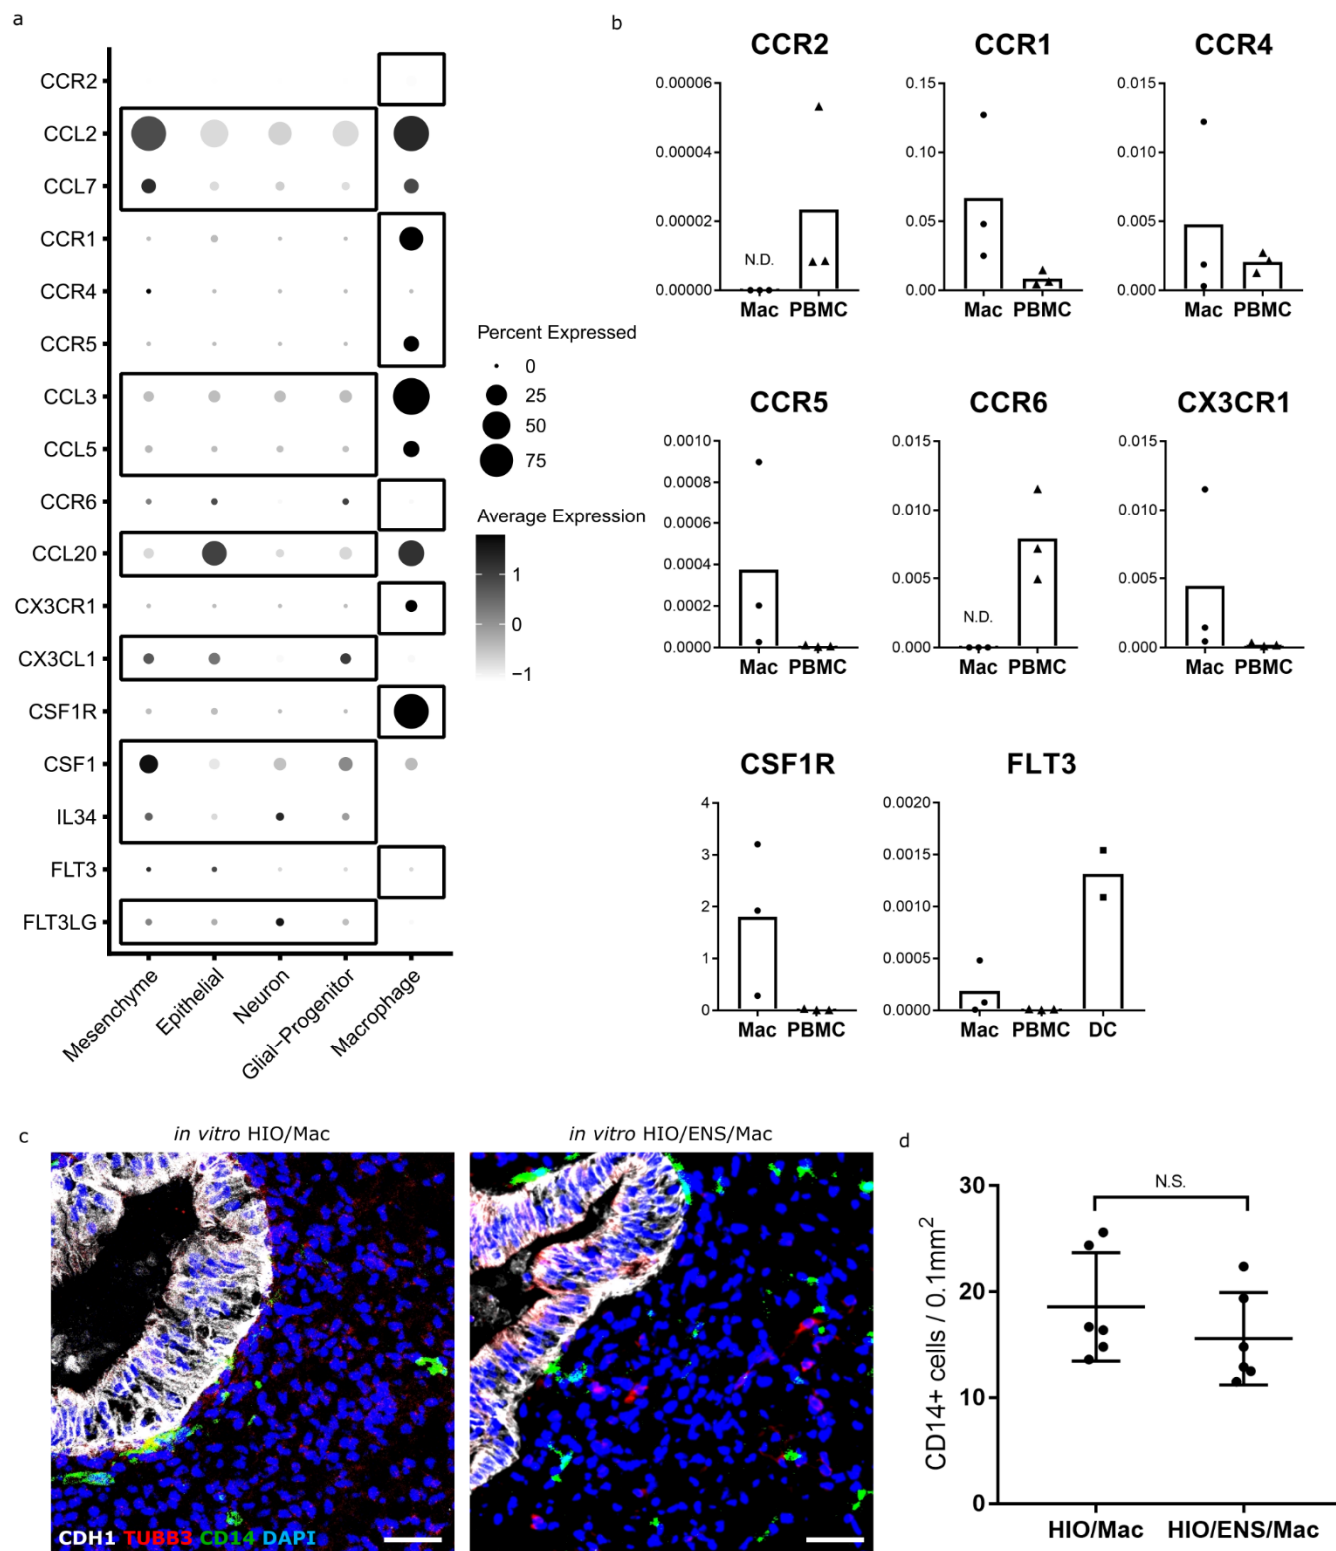 a
CCR2
CCL2
CCL7
CCR1
CCR4
CCR5
CCL3
CCL5
CCR6
CCL20
CX3CR1
CX3CL1
CSF1R
CSF1
IL34
FLT3
FLT3LG
Mesenchyme
Epithelial
Neuron
Glial−Progenitor
Macrophage
Percent Expressed
0
25
50
75
Average Expression
1
0
−1
b
CCR2
0.00006
0.00004
0.00002
0.00000
N.D.
Mac PBMC
CCR1
0.15
0.10
0.05
0.00
Mac PBMC
CCR4
0.015
0.010
0.005
0.000
Mac PBMC
CCR5
0.0010
0.0008
0.0006
0.0004
0.0002
0.0000
Mac PBMC
CCR6
0.015
0.010
0.005
0.000
N.D.
Mac PBMC
CX3CR1
0.015
0.010
0.005
0.000
Mac PBMC
CSF1R
4
3
2
1
0
Mac PBMC
FLT3
0.0020
0.0015
0.0010
0.0005
0.0000
Mac PBMC DC
c
in vitro HIO/Mac
in vitro HIO/ENS/Mac
CDH1 TUBB3 CD14 DAPI
d
CD14+ cells / 0.1mm²
30
20
10
0
N.S.
HIO/Mac HIO/ENS/Mac